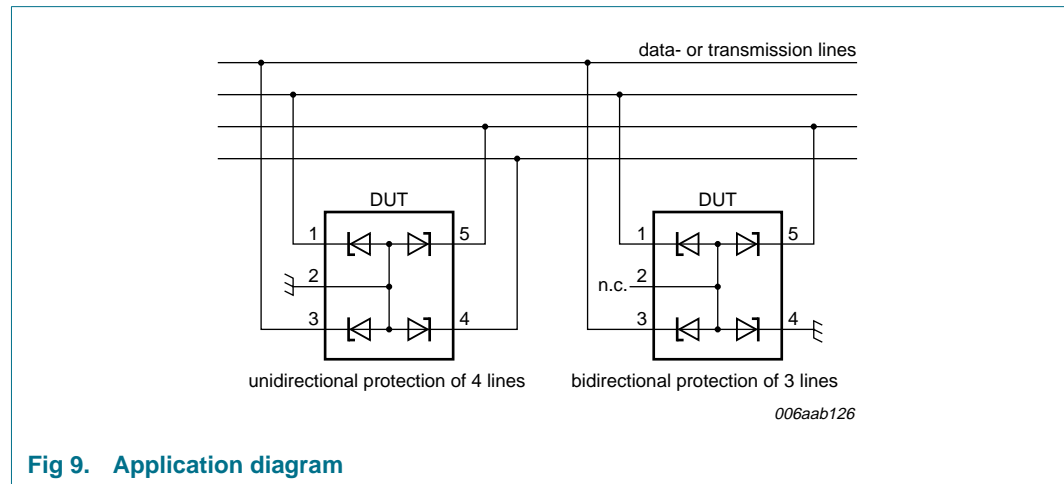 data- or transmission lines
DUT DUT
1 5 1 5
2 n.c. 2
3 4 3 4
unidirectional protection of 4 lines bidirectional protection of 3 lines
006aab126
Fig 9. Application diagram